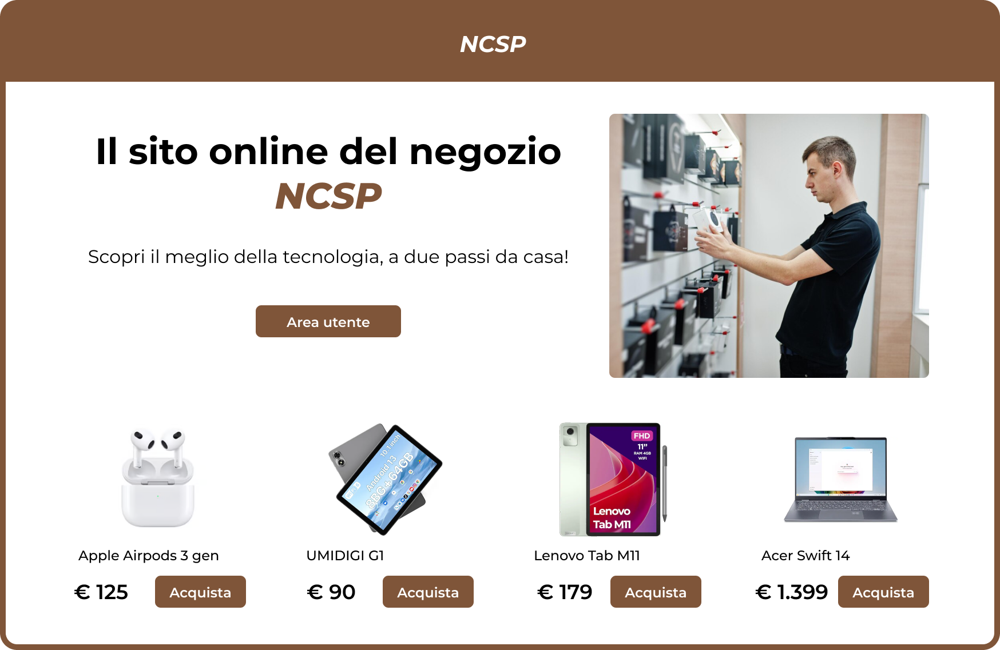 NCSP
Il sito online del negozio
NCSP
Scopri il meglio della tecnologia, a due passi da casa!
Area utente
10.1 inch
Android 13
8BG+64GB
FHD
11”
RAM 4GB
WIFI
Lenovo
Tab M11
Apple Airpods 3 gen
UMIDIGI G1
Lenovo Tab M11
Acer Swift 14
€ 125
Acquista
€ 90
Acquista
€ 179
Acquista
€ 1.399
Acquista